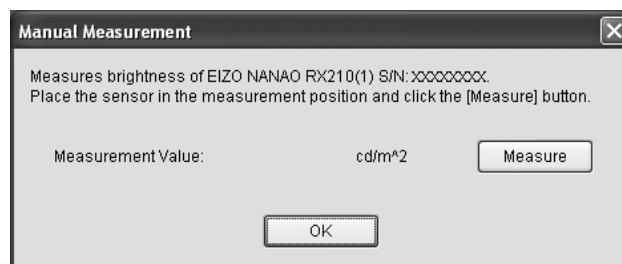 Manual Measurement
Measures brightness of EIZO NANAO RX210(1) S/N: XXXXXXXX.
Place the sensor in the measurement position and click the [Measure] button.
Measurement Value: cd/m^2 Measure
OK